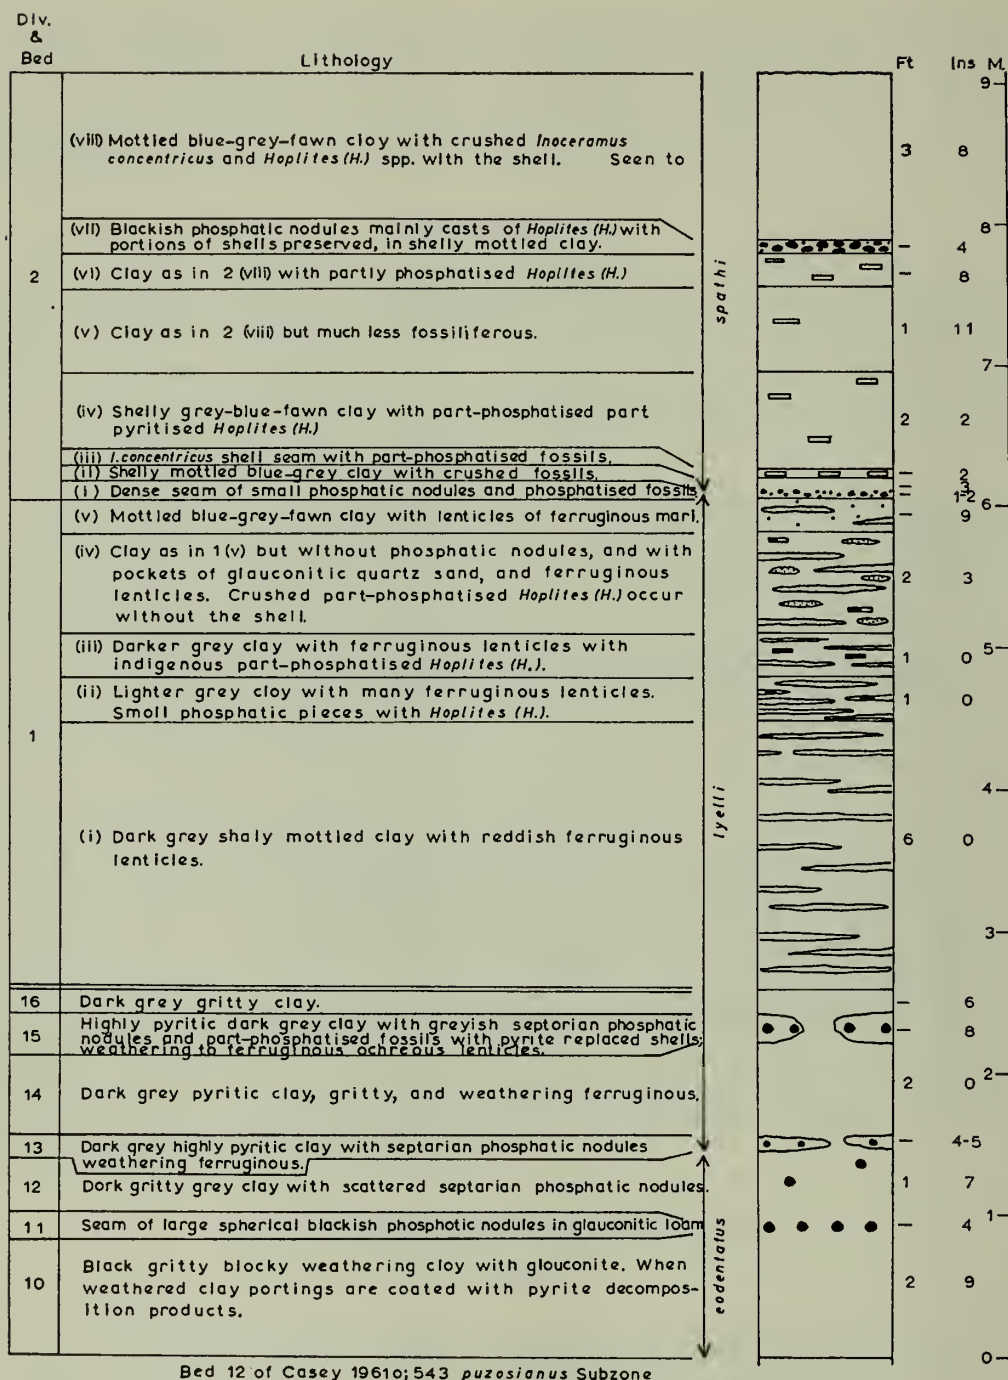 Div.
&
Bed
Lithology
Ft Ins M.
9
(viii) Mottled blue-grey-fawn clay with crushed Inoceramus
concentricus and Hoplites (H.) spp. with the shell. Seen to
3 8
8
(vii) Blackish phosphatic nodules mainly casts of Hoplites (H.) with
portions of shells preserved, in shelly mottled clay.
– 4
2
(vi) Clay as in 2 (viii) with partly phosphatised Hoplites (H.)
– 8
spathi
(v) Clay as in 2 (viii) but much less fossiliferous.
1 11
7
(iv) Shelly grey-blue-fawn clay with part-phosphatised part
pyritised Hoplites (H.)
2 2
(iii) I. concentricus shell seam with part-phosphatised fossils.
– 2
(ii) Shelly mottled blue-grey clay with crushed fossils.
– 3
(i) Dense seam of small phosphatic nodules and phosphatised fossils
– 1-2
6
(v) Mottled blue-grey-fawn clay with lenticles of ferruginous marl.
– 9
(iv) Clay as in 1 (v) but without phosphatic nodules, and with
pockets of glauconitic quartz sand, and ferruginous
lenticles. Crushed part-phosphatised Hoplites (H.) occur
without the shell.
2 3
(iii) Darker grey clay with ferruginous lenticles with
indigenous part-phosphatised Hoplites (H.).
1 0
5
(ii) Lighter grey clay with many ferruginous lenticles.
Small phosphatic pieces with Hoplites (H.).
1 0
1
4
lyelli
(i) Dark grey shaly mottled clay with reddish ferruginous
lenticles.
6 0
3
16 Dark grey gritty clay.
– 6
15 Highly pyritic dark grey clay with greyish septorian phosphatic
nodules and part-phosphatised fossils with pyrite replaced shells;
weathering to ferruginous ochreous lenticles.
– 8
14 Dark grey pyritic clay, gritty, and weathering ferruginous.
2 0
2
13 Dark grey highly pyritic clay with septarian phosphatic nodules
weathering ferruginous.
– 4-5
12 Dark gritty grey clay with scattered septarian phosphatic nodules.
1 7
1
11 Seam of large spherical blackish phosphatic nodules in glauconitic loam
– 4
eodentatus
10 Black gritty blocky weathering clay with glauconite. When
weathered clay partings are coated with pyrite decompos-
ition products.
2 9
0
Bed 12 of Casey 1961a; 543 puzosianus Subzone